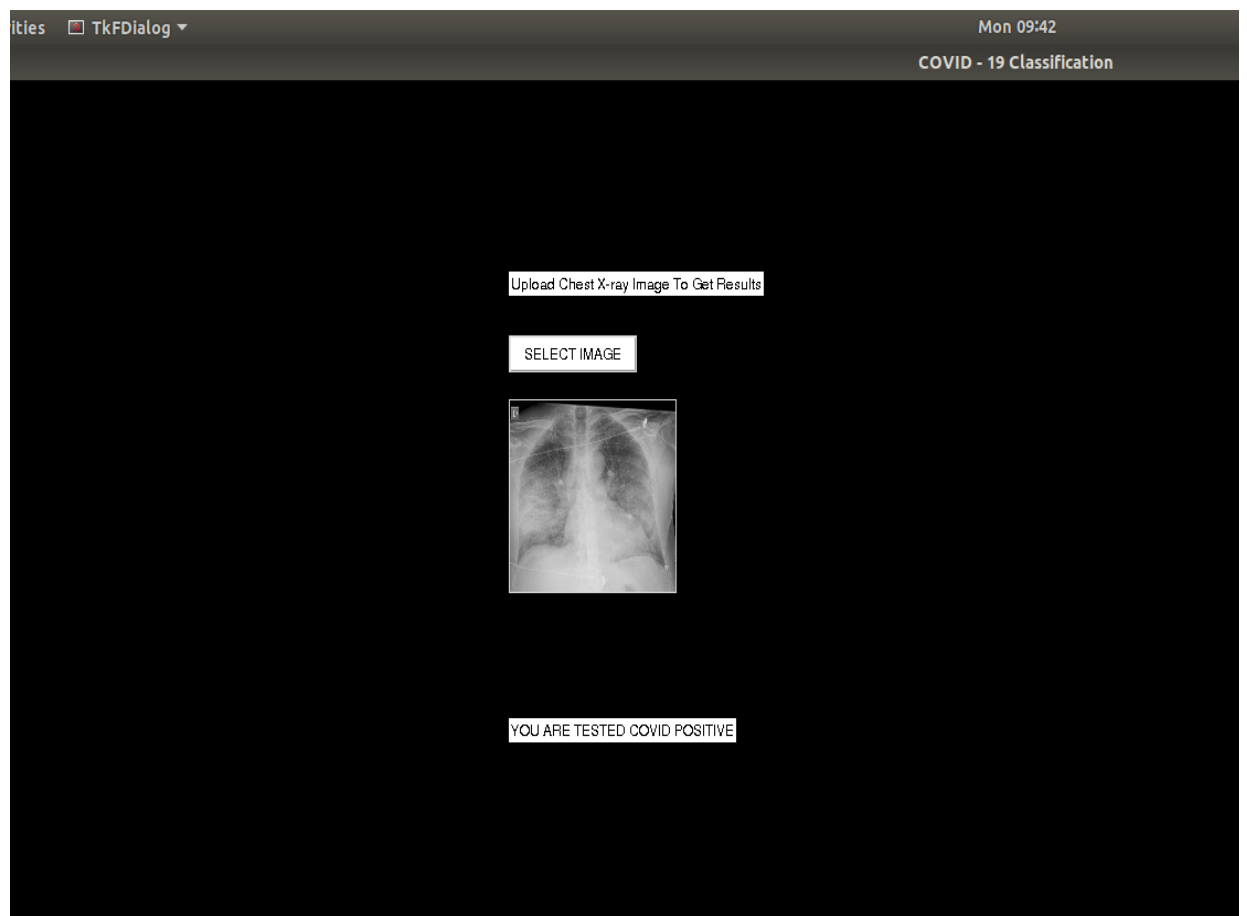 ities TkFDialog Mon 09:42
COVID - 19 Classification
Upload Chest X-ray Image To Get Results
SELECT IMAGE
YOU ARE TESTED COVID POSITIVE